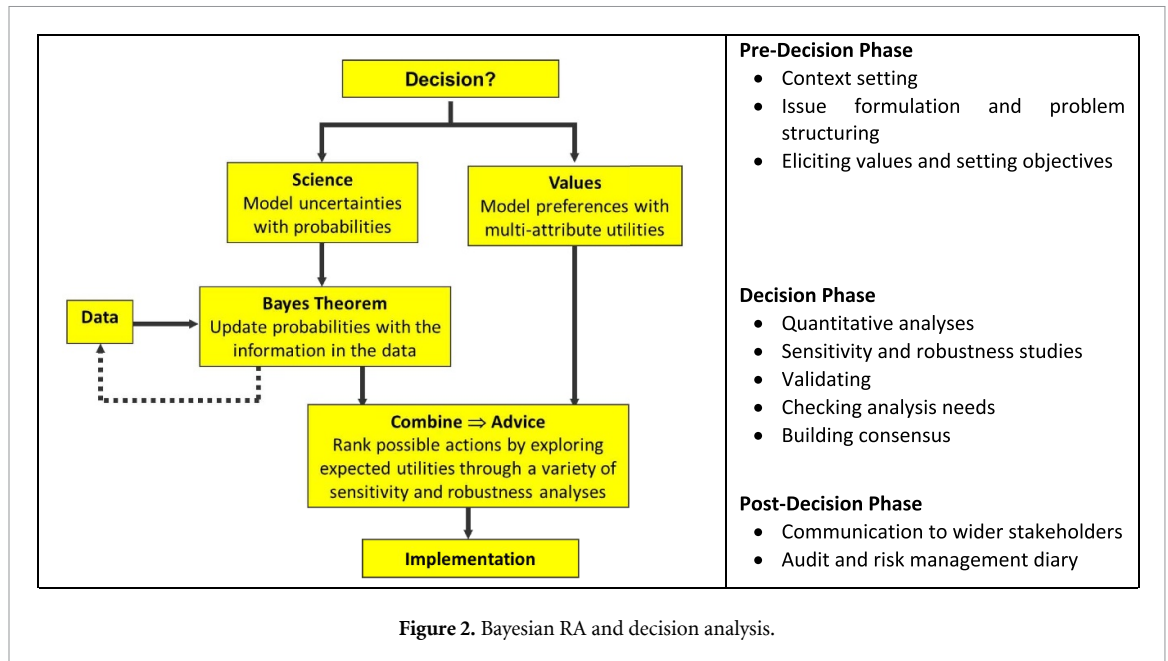 Decision?
Science
Model uncertainties
with probabilities
Values
Model preferences with
multi-attribute utilities
Data
Bayes Theorem
Update probabilities with the
information in the data
Combine ⇒ Advice
Rank possible actions by exploring
expected utilities through a variety of
sensitivity and robustness analyses
Implementation
Pre-Decision Phase
• Context setting
• Issue formulation and problem
structuring
• Eliciting values and setting objectives
Decision Phase
• Quantitative analyses
• Sensitivity and robustness studies
• Validating
• Checking analysis needs
• Building consensus
Post-Decision Phase
• Communication to wider stakeholders
• Audit and risk management diary
Figure 2. Bayesian RA and decision analysis.